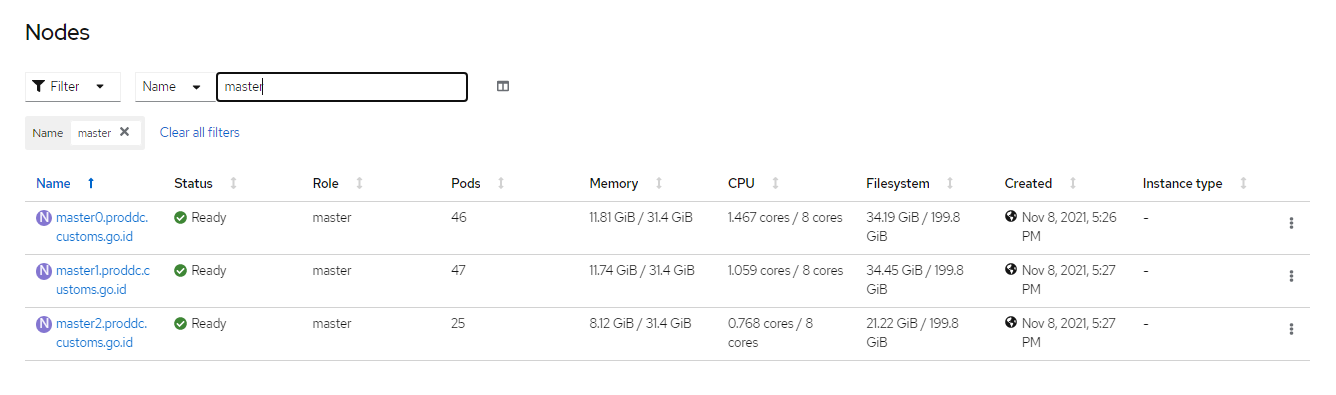 Nodes
Filter Name master
Name master Clear all filters
Name Status Role Pods Memory CPU Filesystem Created Instance type
N master0.proddc. Ready master 46 11.81 GiB / 31.4 GiB 1.467 cores / 8 cores 34.19 GiB / 199.8 Nov 8, 2021, 5:26 -
customs.go.id GiB PM
N master1.proddc.c Ready master 47 11.74 GiB / 31.4 GiB 1.059 cores / 8 cores 34.45 GiB / 199.8 Nov 8, 2021, 5:27 -
ustoms.go.id GiB PM
N master2.proddc. Ready master 25 8.12 GiB / 31.4 GiB 0.768 cores / 8 21.22 GiB / 199.8 Nov 8, 2021, 5:27 -
customs.go.id cores GiB PM